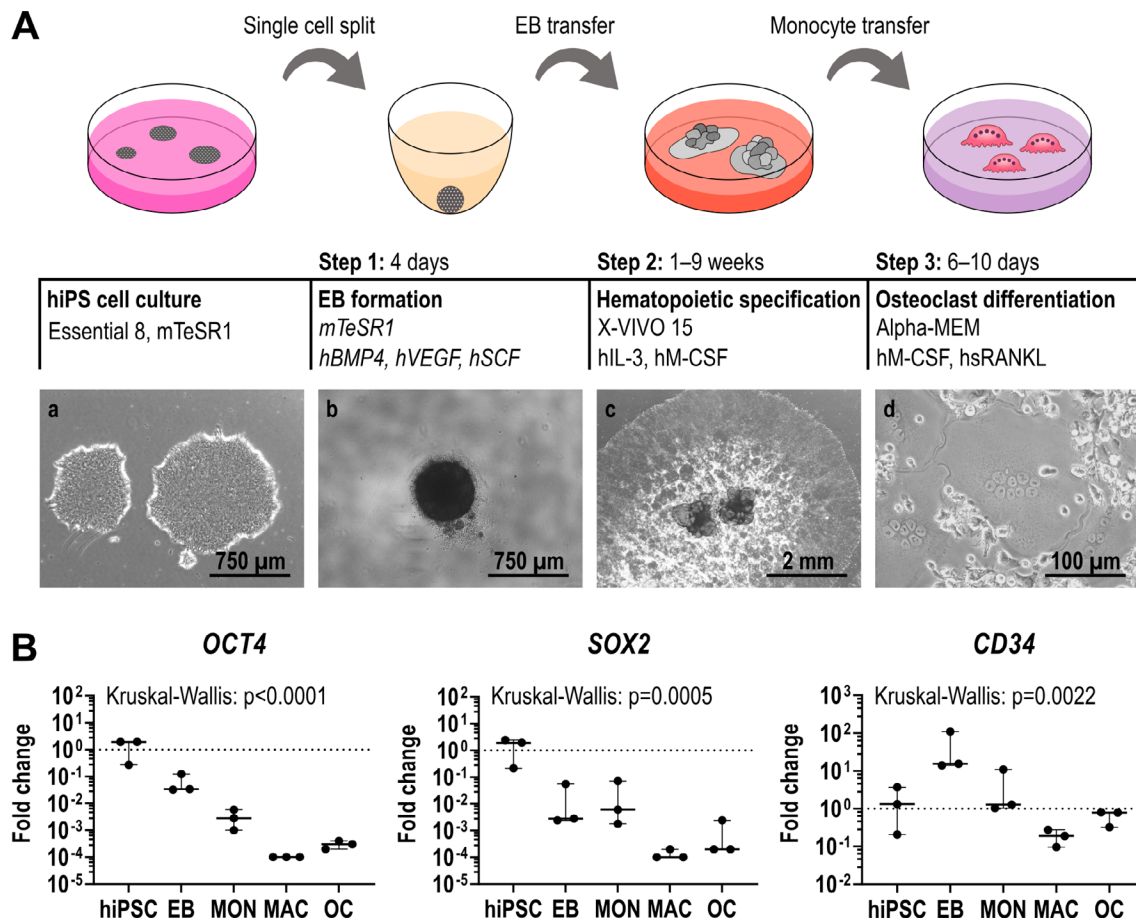 A
Single cell split
EB transfer
Monocyte transfer
Step 1: 4 days
Step 2: 1–9 weeks
Step 3: 6–10 days
hiPS cell culture
Essential 8, mTeSR1
EB formation
mTeSR1
hBMP4, hVEGF, hSCF
Hematopoietic specification
X-VIVO 15
hIL-3, hM-CSF
Osteoclast differentiation
Alpha-MEM
hM-CSF, hsRANKL
a
750 µm
b
750 µm
c
2 mm
d
100 µm
B
OCT4
Kruskal-Wallis: p<0.0001
Fold change
10²
10¹
10⁰
10⁻¹
10⁻²
10⁻³
10⁻⁴
10⁻⁵
hiPSC EB MON MAC OC
SOX2
Kruskal-Wallis: p=0.0005
Fold change
10²
10¹
10⁰
10⁻¹
10⁻²
10⁻³
10⁻⁴
10⁻⁵
hiPSC EB MON MAC OC
CD34
Kruskal-Wallis: p=0.0022
Fold change
10³
10²
10¹
10⁰
10⁻¹
10⁻²
hiPSC EB MON MAC OC